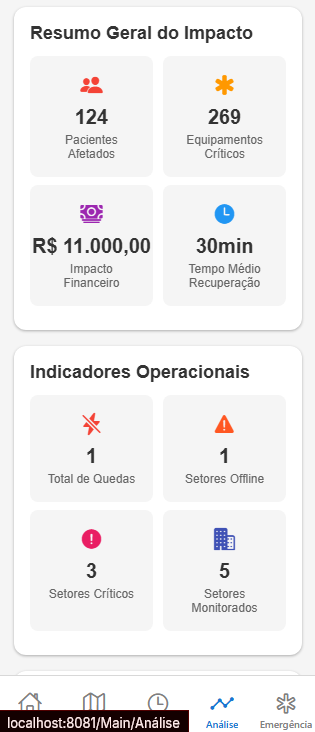 Resumo Geral do Impacto
124
Pacientes
Afetados
269
Equipamentos
Críticos
R$ 11.000,00
Impacto
Financeiro
30min
Tempo Médio
Recuperação
Indicadores Operacionais
1
Total de Quedas
1
Setores Offline
3
Setores Críticos
5
Setores
Monitorados
Análise
Emergência
localhost:8081/Main/Análise